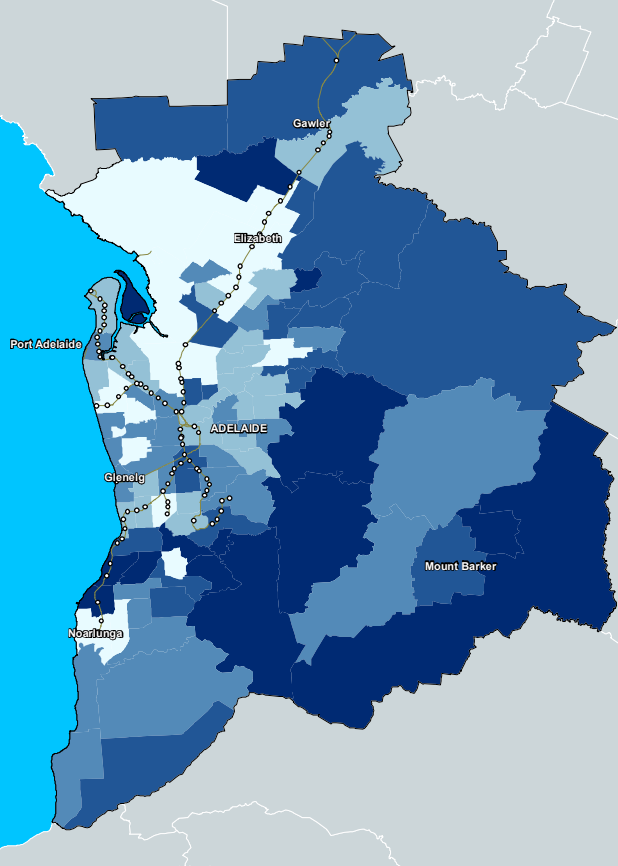 Gawler
Elizabeth
Port Adelaide
ADELAIDE
Glenelg
Mount Barker
Noarlunga